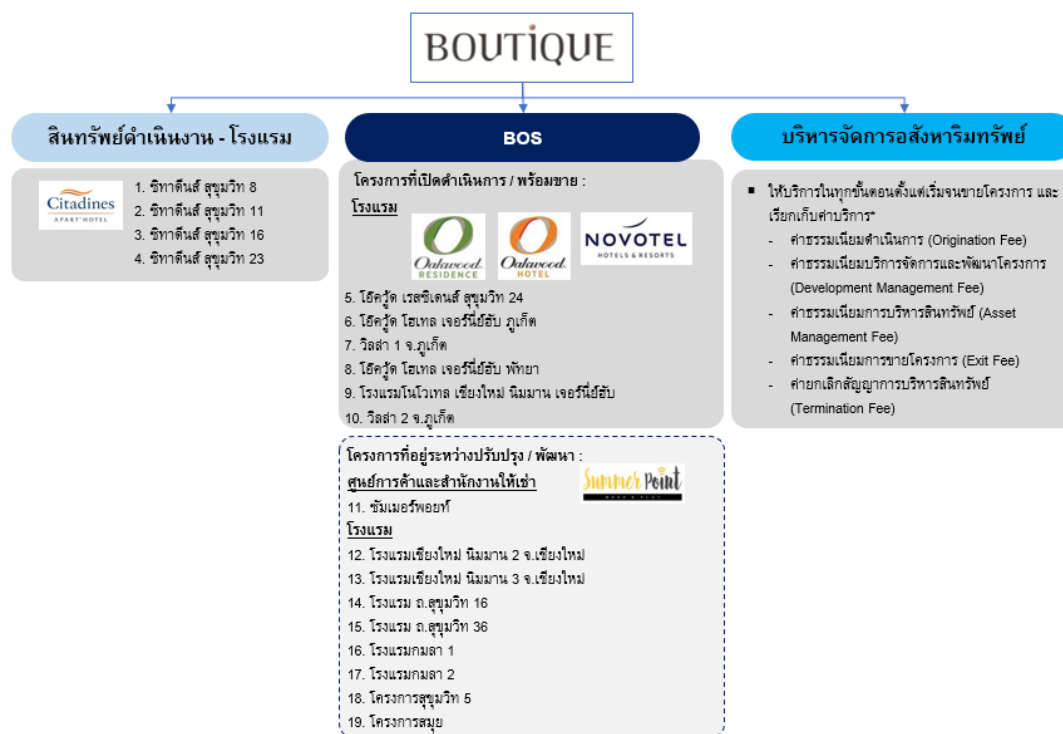 BOUTIQUE
สินทรัพย์ดำเนินงาน - โรงแรม
Citadines
APART'HOTEL
1. ซิทาดีนส์ สุขุมวิท 8
2. ซิทาดีนส์ สุขุมวิท 11
3. ซิทาดีนส์ สุขุมวิท 16
4. ซิทาดีนส์ สุขุมวิท 23
BOS
โครงการที่เปิดดำเนินการ / พร้อมขาย :
โรงแรม
Oakwood
RESIDENCE
Oakwood
HOTEL
NOVOTEL
HOTELS & RESORTS
5. โอ๊ควู้ด เรสซิเดนส์ สุขุมวิท 24
6. โอ๊ควู้ด โฮเทล เจอร์นี่ย์ฮับ ภูเก็ต
7. วิลล่า 1 จ.ภูเก็ต
8. โอ๊ควู้ด โฮเทล เจอร์นี่ย์ฮับ พัทยา
9. โรงแรมโนโวเทล เชียงใหม่ นิมมาน เจอร์นี่ย์ฮับ
10. วิลล่า 2 จ.ภูเก็ต
โครงการที่อยู่ระหว่างปรับปรุง / พัฒนา :
ศูนย์การค้าและสำนักงานให้เช่า
Summer Point
WORK & PLAY
11. ซัมเมอร์พอยท์
โรงแรม
12. โรงแรมเชียงใหม่ นิมมาน 2 จ.เชียงใหม่
13. โรงแรมเชียงใหม่ นิมมาน 3 จ.เชียงใหม่
14. โรงแรม ถ.สุขุมวิท 16
15. โรงแรม ถ.สุขุมวิท 36
16. โรงแรมกมลา 1
17. โรงแรมกมลา 2
18. โครงการสุขุมวิท 5
19. โครงการสมุย
บริหารจัดการอสังหาริมทรัพย์
▪ ให้บริการในทุกขั้นตอนตั้งแต่เริ่มจนขายโครงการ และ
เรียกเก็บค่าบริการ*
- ค่าธรรมเนียมดำเนินการ (Origination Fee)
- ค่าธรรมเนียมบริการจัดการและพัฒนาโครงการ
(Development Management Fee)
- ค่าธรรมเนียมการบริหารสินทรัพย์ (Asset
Management Fee)
- ค่าธรรมเนียมการขายโครงการ (Exit Fee)
- ค่ายกเลิกสัญญาการบริหารสินทรัพย์
(Termination Fee)